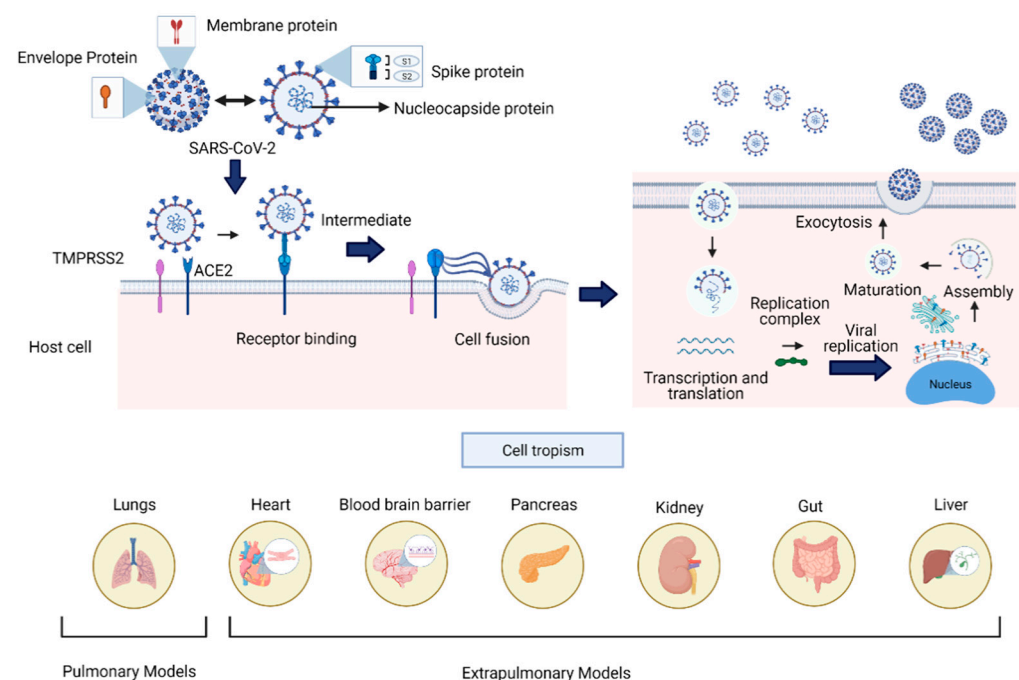 Membrane protein
Envelope Protein
S1
S2
Spike protein
Nucleocapside protein
SARS-CoV-2
Intermediate
TMPRSS2
ACE2
Host cell
Receptor binding
Cell fusion
Exocytosis
Maturation
Assembly
Replication
complex
Viral
replication
Transcription and
translation
Nucleus
Cell tropism
Lungs
Heart
Blood brain barrier
Pancreas
Kidney
Gut
Liver
Pulmonary Models
Extrapulmonary Models